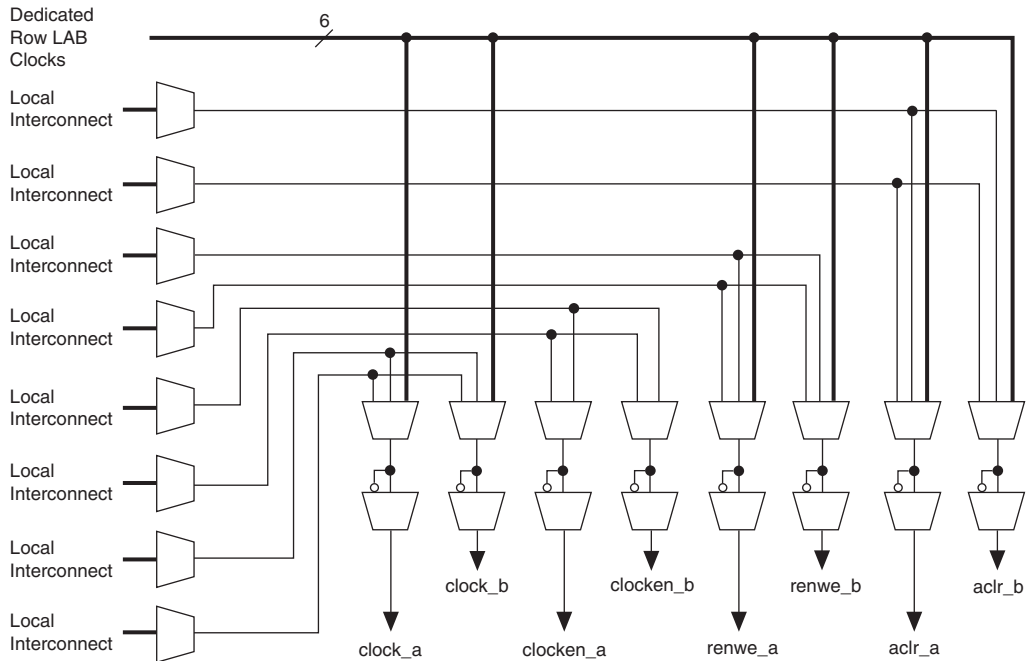 Dedicated
Row LAB
Clocks
6
Local
Interconnect
Local
Interconnect
Local
Interconnect
Local
Interconnect
Local
Interconnect
Local
Interconnect
Local
Interconnect
Local
Interconnect
clock_b
clocken_b
renwe_b
aclr_b
clock_a
clocken_a
renwe_a
aclr_a